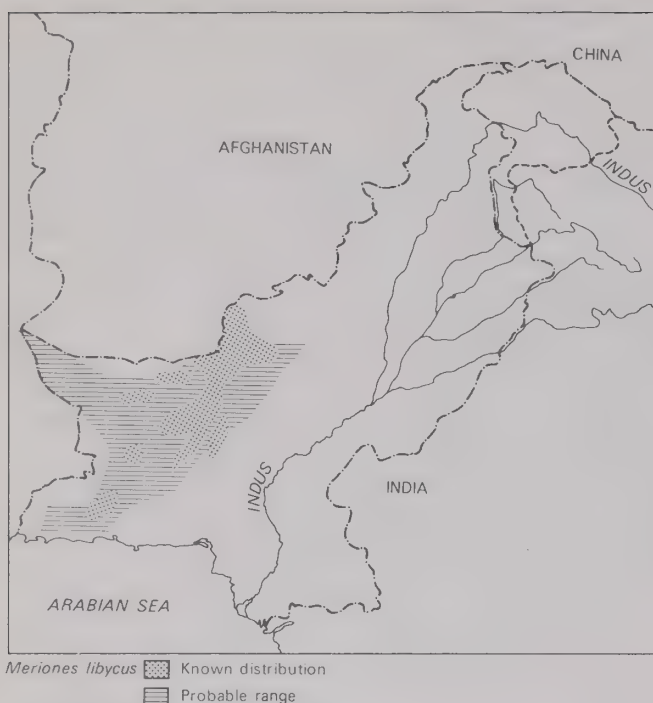 CHINA
AFGHANISTAN
INDUS
INDUS
INDIA
ARABIAN SEA
Meriones libycus Known distribution
Probable range